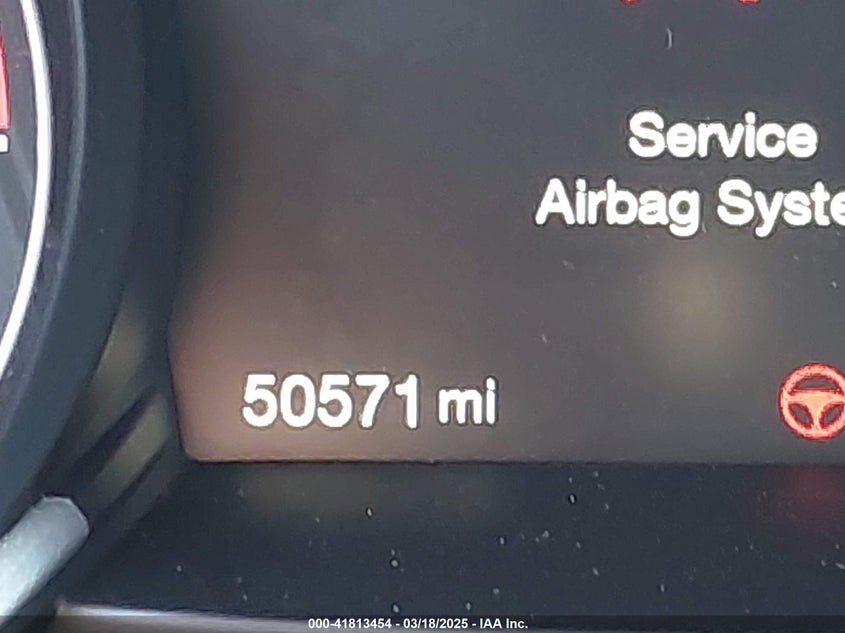 Service
Airbag Syste
50571 mi
000-41813454 - 03/18/2025 - IAA Inc.